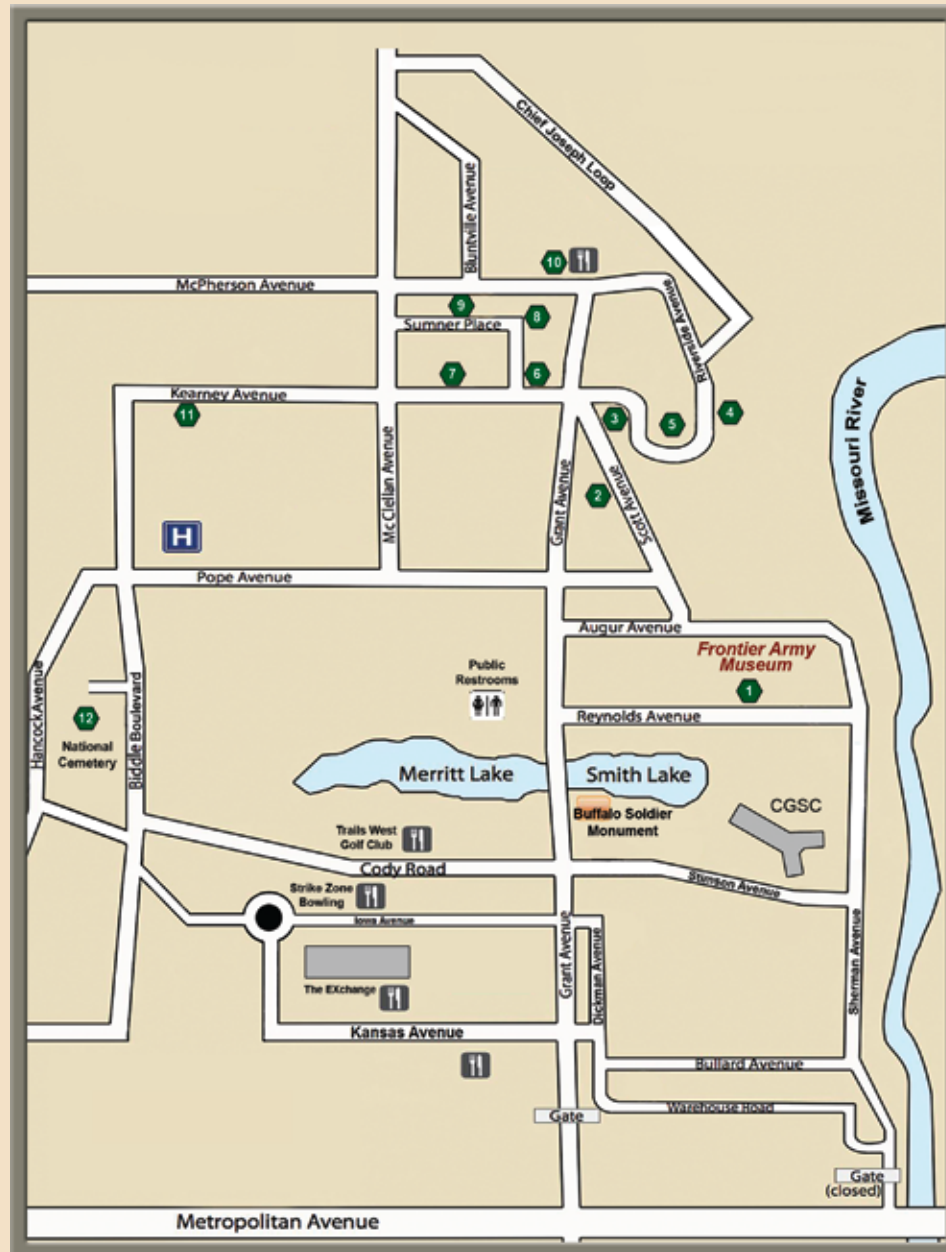 Chief Joseph Loop
Bluntville Avenue
10
McPherson Avenue
Riverside Avenue
9
8
Sumner Place
7
6
Kearney Avenue
11
3
5
4
Missouri River
Mc Clellan Avenue
Grant Avenue
2
Scott Avenue
H
Pope Avenue
Augur Avenue
Frontier Army
Museum
1
Public
Restrooms
Reynolds Avenue
Hancock Avenue
12
National
Cemetery
Biddle Boulevard
Merritt Lake
Smith Lake
Buffalo Soldier
Monument
CGSC
Trails West
Golf Club
Cody Road
Stimson Avenue
Strike Zone
Bowling
Iowa Avenue
Grant Avenue
Dickman Avenue
Sherman Avenue
The EXchange
Kansas Avenue
Bullard Avenue
Warehouse Road
Gate
Gate
(closed)
Metropolitan Avenue